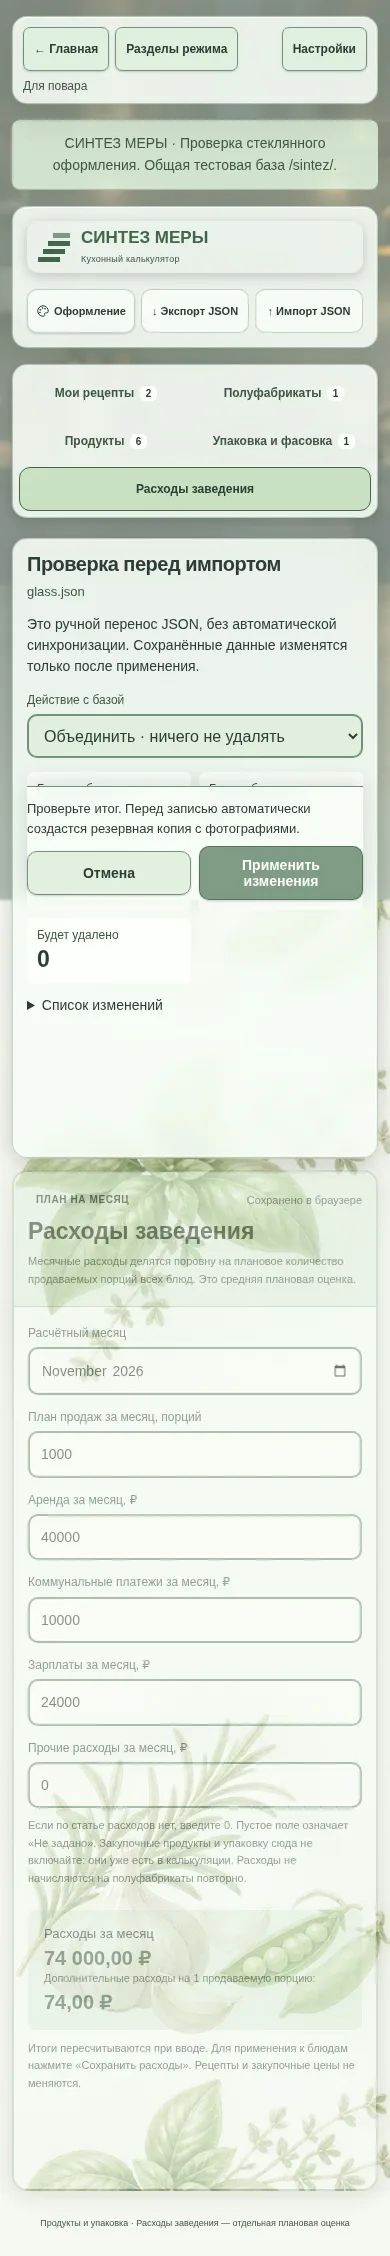 ← Главная
Разделы режима
Настройки
Для повара
СИНТЕЗ МЕРЫ · Проверка стеклянного
оформления. Общая тестовая база /sintez/.
СИНТЕЗ МЕРЫ
Кухонный калькулятор
Оформление
↓ Экспорт JSON
↑ Импорт JSON
Мои рецепты 2
Полуфабрикаты 1
Продукты 6
Упаковка и фасовка 1
Расходы заведения
Проверка перед импортом
glass.json
Это ручной перенос JSON, без автоматической
синхронизации. Сохранённые данные изменятся
только после применения.
Действие с базой
Объединить · ничего не удалять
Проверьте итог. Перед записью автоматически
создастся резервная копия с фотографиями.
Отмена
Применить
изменения
Будет удалено
0
Список изменений
ПЛАН НА МЕСЯЦ
Сохранено в браузере
Расходы заведения
Месячные расходы делятся поровну на плановое количество
продаваемых порций всех блюд. Это средняя плановая оценка.
Расчётный месяц
November 2026
План продаж за месяц, порций
1000
Аренда за месяц, ₽
40000
Коммунальные платежи за месяц, ₽
10000
Зарплаты за месяц, ₽
24000
Прочие расходы за месяц, ₽
0
Если по статье расходов нет, введите 0. Пустое поле означает
«Не задано». Закупочные продукты и упаковку сюда не
включайте: они уже есть в калькуляции. Расходы не
начисляются на полуфабрикаты повторно.
Расходы за месяц
74 000,00 ₽
Дополнительные расходы на 1 продаваемую порцию:
74,00 ₽
Итоги пересчитываются при вводе. Для применения к блюдам
нажмите «Сохранить расходы». Рецепты и закупочные цены не
меняются.
Продукты и упаковка · Расходы заведения — отдельная плановая оценка